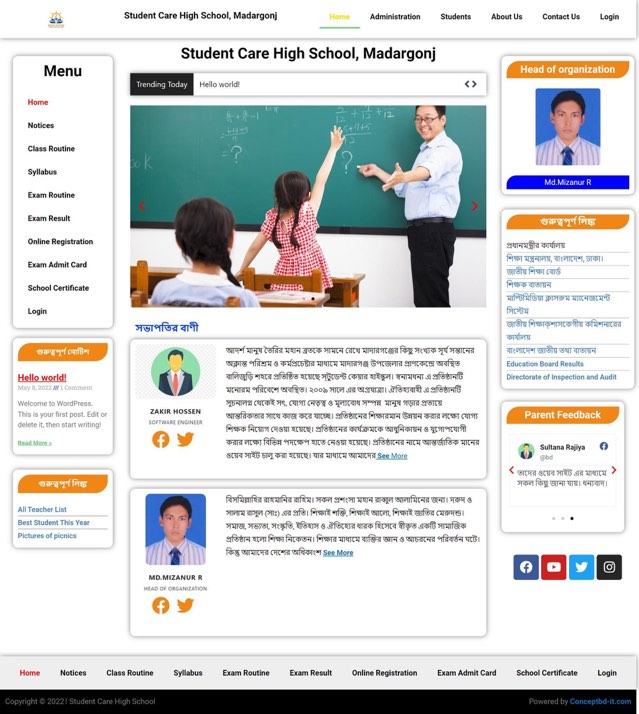 Student Care High School, Madargonj
Home
Administration
Students
About Us
Contact Us
Login
Student Care High School, Madargonj
Menu
Home
Notices
Class Routine
Syllabus
Exam Routine
Exam Result
Online Registration
Exam Admit Card
School Certificate
Login
গুরুত্বপূর্ণ নোটিশ
Hello world!
May 8, 2022 // 1 Comment
Welcome to WordPress.
This is your first post. Edit or
delete it, then start writing!
Read More »
গুরুত্বপূর্ণ লিঙ্ক
All Teacher List
Best Student This Year
Pictures of picnics
Trending Today
Hello world!
সভাপতির বাণী
আদর্শ মানুষ তৈরির মহান ব্রতকে সামনে রেখে মাদারগঞ্জের কিছু সংখ্যক সূর্য সন্তানের
অক্লান্ত পরিশ্রম ও কর্মপ্রচেষ্টার মাধ্যমে মাদারগঞ্জ উপজেলার প্রাণকেন্দ্রে অবস্থিত
বালিজুড়ি শহরে প্রতিষ্ঠিত হয়েছে স্টুডেন্ট কেয়ার হাইস্কুল। স্বনামধন্য এ প্রতিষ্ঠানটি
মনোরম পরিবেশে অবস্থিত। ২০০৯ সালে এর অগ্রযাত্রা। ঐতিহ্যবাহী এ প্রতিষ্ঠানটি
সূচনালগ্ন থেকেই সৎ, যোগ্য নেতৃত্ব ও মূল্যবোধ সম্পন্ন মানুষ গড়ার প্রত্যয়ে
আন্তরিকতার সাথে কাজ করে যাচ্ছে। প্রতিষ্ঠানের শিক্ষারমান উন্নয়ন করার লক্ষ্যে যোগ্য
শিক্ষক নিয়োগ দেওয়া হয়েছে। প্রতিষ্ঠানের কার্যক্রমকে আধুনিকায়ন ও যুগোপযোগী
করার লক্ষ্যে বিভিন্ন পদক্ষেপ হাতে নেওয়া হয়েছে। প্রতিষ্ঠানের নামে আন্তর্জাতিক মানের
ওয়েব সাইট চালু করা হয়েছে। যার মাধ্যমে আমাদের See More
ZAKIR HOSSEN
SOFTWARE ENGINEER
বিসমিল্লাহির রাহমানির রাহিম। সকল প্রশংসা মহান রাব্বুল আলামিনের জন্য। দরুদ ও
সালাম রাসুল (সাঃ) এর প্রতি। শিক্ষাই শক্তি, শিক্ষাই আলো, শিক্ষাই জাতির মেরুদন্ড।
সমাজ, সভ্যতা, সংস্কৃতি, ইতিহাস ও ঐতিহ্যের ধারক হিসেবে স্বীকৃত একটি সামাজিক
প্রতিষ্ঠান হলো শিক্ষা নিকেতন। শিক্ষার মাধ্যমে ব্যক্তির জ্ঞান ও আচরনের পরিবর্তন ঘটে।
কিন্তু আমাদের দেশের অধিকাংশ See More
MD.MIZANUR R
HEAD OF ORGANIZATION
Head of organization
Md.Mizanur R
গুরুত্বপূর্ণ লিঙ্ক
প্রধানমন্ত্রীর কার্যালয়
শিক্ষা মন্ত্রনালয়, বাংলাদেশ, ঢাকা।
জাতীয় শিক্ষা বোর্ড
শিক্ষক বাতায়ন
মাল্টিমিডিয়া ক্লাসরুম ম্যানেজমেন্ট
সিস্টেম
জাতীয় শিক্ষাকৃশাসকেগীয় কমিশনারের
কার্যালয়
বাংলাদেশ জাতীয় তথ্য বাতায়ন
Education Board Results
Directorate of Inspection and Audit
Parent Feedback
Sultana Rajiya
@bd
তাদের ওয়েব সাইট এর মাধ্যমে
সকল কিছু জানা যায়। ধন্যবাদ।
Home
Notices
Class Routine
Syllabus
Exam Routine
Exam Result
Online Registration
Exam Admit Card
School Certificate
Login
Copyright © 2022 | Student Care High School
Powered by Conceptbd-it.com